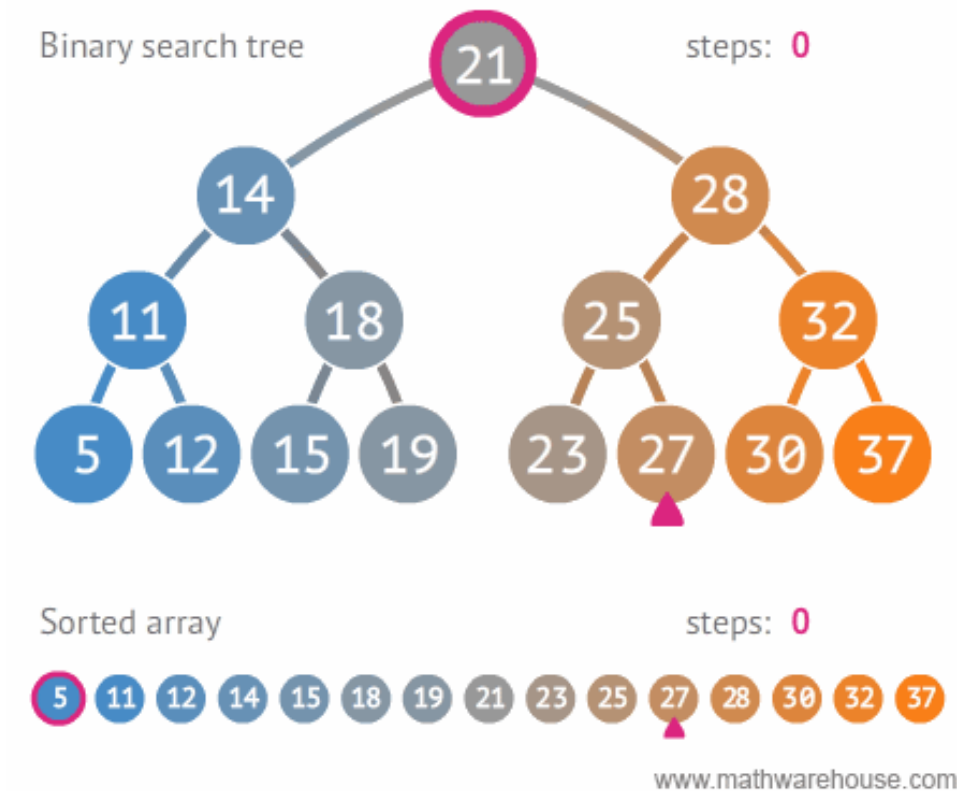 Binary search tree
steps: 0
21
14 28
11 18 25 32
5 12 15 19 23 27 30 37
Sorted array
steps: 0
5 11 12 14 15 18 19 21 23 25 27 28 30 32 37
www.mathwarehouse.com